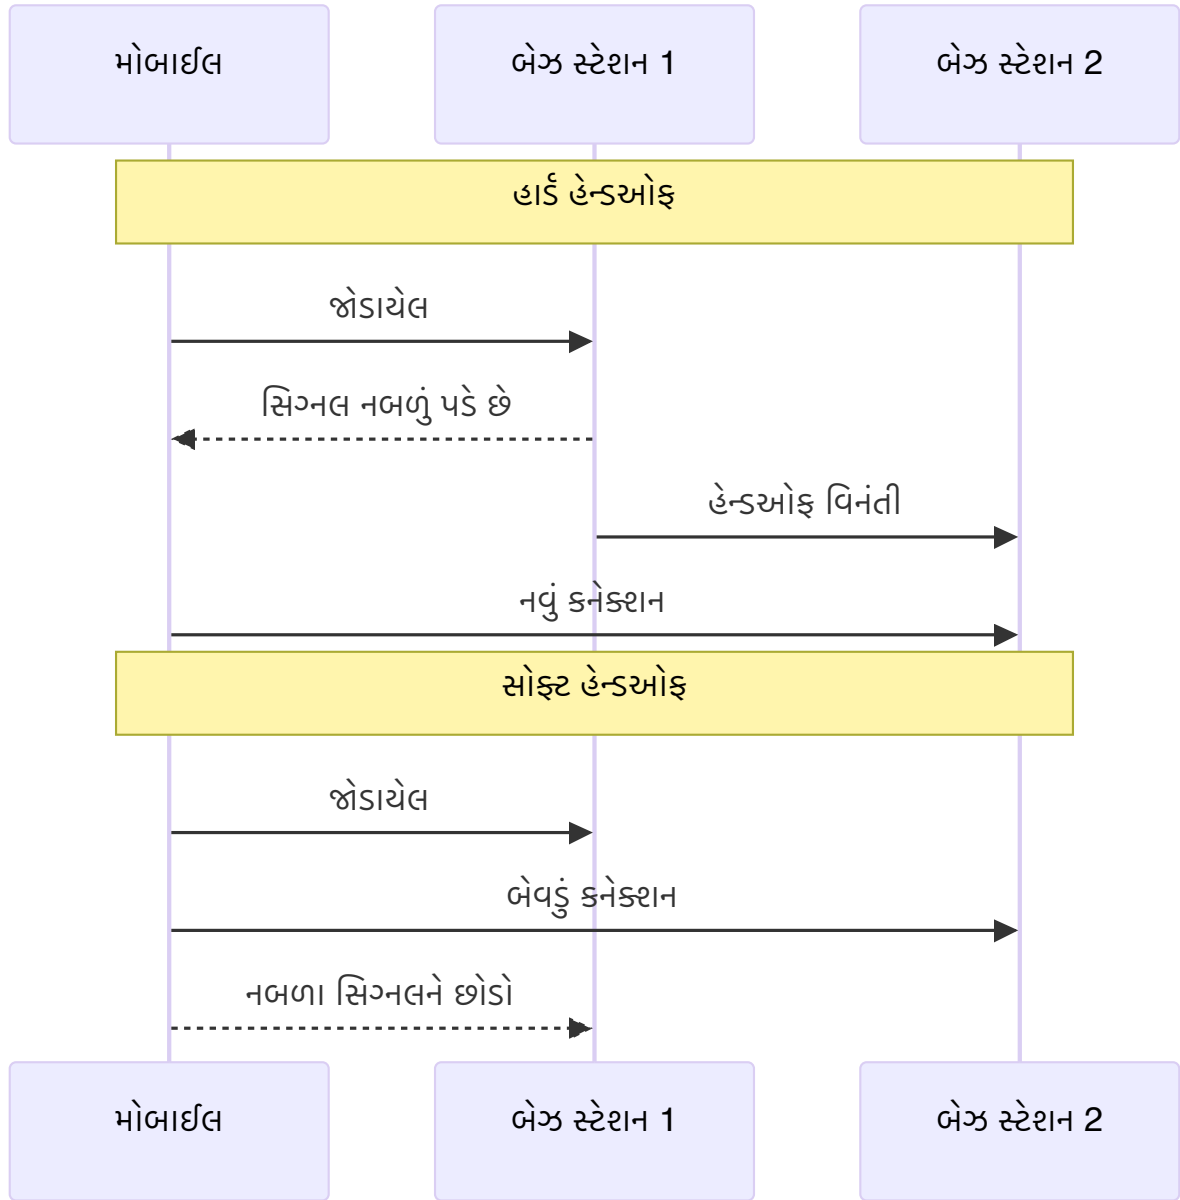 મોબાઈલ
બેઝ સ્ટેશન 1
બેઝ સ્ટેશન 2
હાર્ડ હેન્ડઓફ
જોડાયેલ
સિગ્નલ નબળું પડે છે
હેન્ડઓફ વિનંતી
નવું કનેક્શન
સોફ્ટ હેન્ડઓફ
જોડાયેલ
બેવડું કનેક્શન
નબળા સિગ્નલને છોડો
મોબાઈલ
બેઝ સ્ટેશન 1
બેઝ સ્ટેશન 2